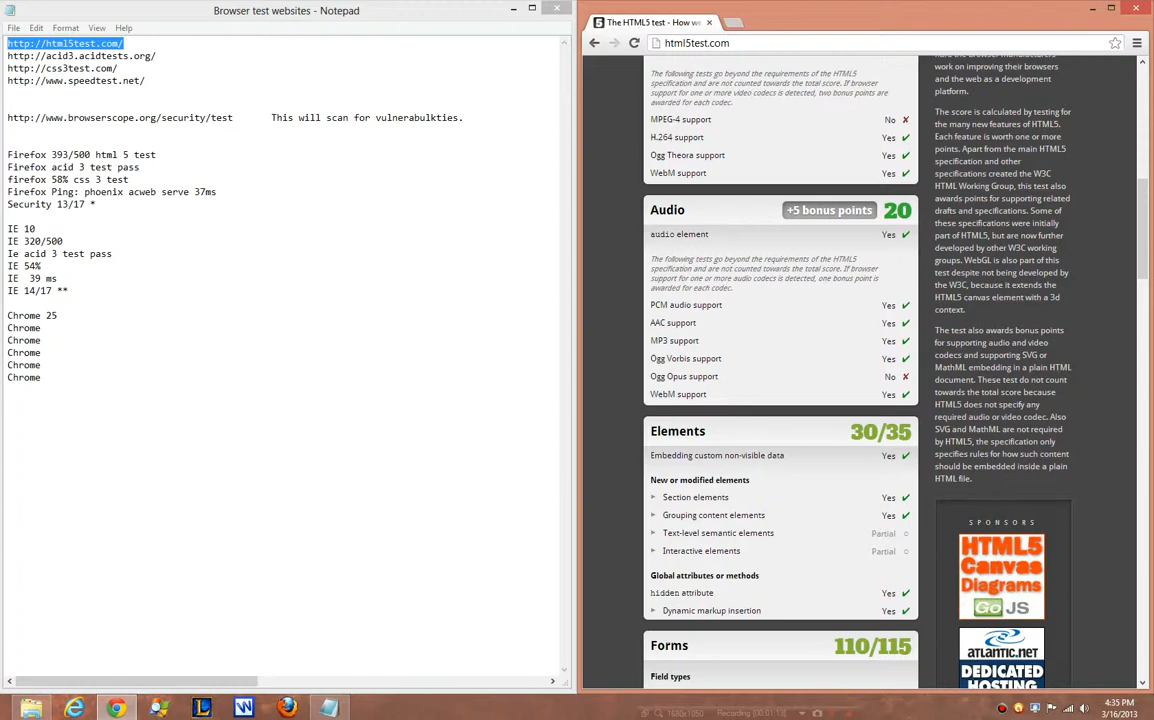 Browser test websites - Notepad
File Edit Format View Help
http://html5test.com/
http://acid3.acidtests.org/
http://css3test.com/
http://www.speedtest.net/
http://www.browserscope.org/security/test This will scan for vulnerabulkties.
Firefox 393/500 html 5 test
Firefox acid 3 test pass
firefox 58% css 3 test
Firefox Ping: phoenix acweb serve 37ms
Security 13/17 *
IE 10
IE 320/500
Ie acid 3 test pass
IE 54%
IE 39 ms
IE 14/17 **
Chrome 25
Chrome
Chrome
Chrome
Chrome
Chrome
The HTML5 test - How we
html5test.com
The following tests go beyond the requirements of the HTML5
specification and are not counted towards the total score. If browser
support for one or more video codecs is detected, two bonus points are
awarded for each codec.
MPEG-4 support No ✘
H.264 support Yes ✔
Ogg Theora support Yes ✔
WebM support Yes ✔
Audio +5 bonus points 20
audio element Yes ✔
The following tests go beyond the requirements of the HTML5
specification and are not counted towards the total score. If browser
support for one or more audio codecs is detected, one bonus point is
awarded for each codec.
PCM audio support Yes ✔
AAC support Yes ✔
MP3 support Yes ✔
Ogg Vorbis support Yes ✔
Ogg Opus support No ✘
WebM support Yes ✔
Elements 30/35
Embedding custom non-visible data Yes ✔
New or modified elements
Section elements Yes ✔
Grouping content elements Yes ✔
Text-level semantic elements Partial ○
Interactive elements Partial ○
Global attributes or methods
hidden attribute Yes ✔
Dynamic markup insertion Yes ✔
Forms 110/115
Field types
work on improving their browsers
and the web as a development
platform.
The score is calculated by testing for
the many new features of HTML5.
Each feature is worth one or more
points. Apart from the main HTML5
specification and other
specifications created the W3C
HTML Working Group, this test also
awards points for supporting related
drafts and specifications. Some of
these specifications were initially
part of HTML5, but are now further
developed by other W3C working
groups. WebGL is also part of this
test despite not being developed by
the W3C, because it extends the
HTML5 canvas element with a 3d
context.
The test also awards bonus points
for supporting audio and video
codecs and supporting SVG or
MathML embedding in a plain HTML
document. These test do not count
towards the total score because
HTML5 does not specify any
required audio or video codec. Also
SVG and MathML are not required
by HTML5, the specification only
specifies rules for how such content
should be embedded inside a plain
HTML file.
SPONSORS
HTML5
Canvas
Diagrams
Go JS
ATLANTIC.NET
DEDICATED
HOSTING
1680x1050 Recording [00:01:13]
4:35 PM
3/16/2013